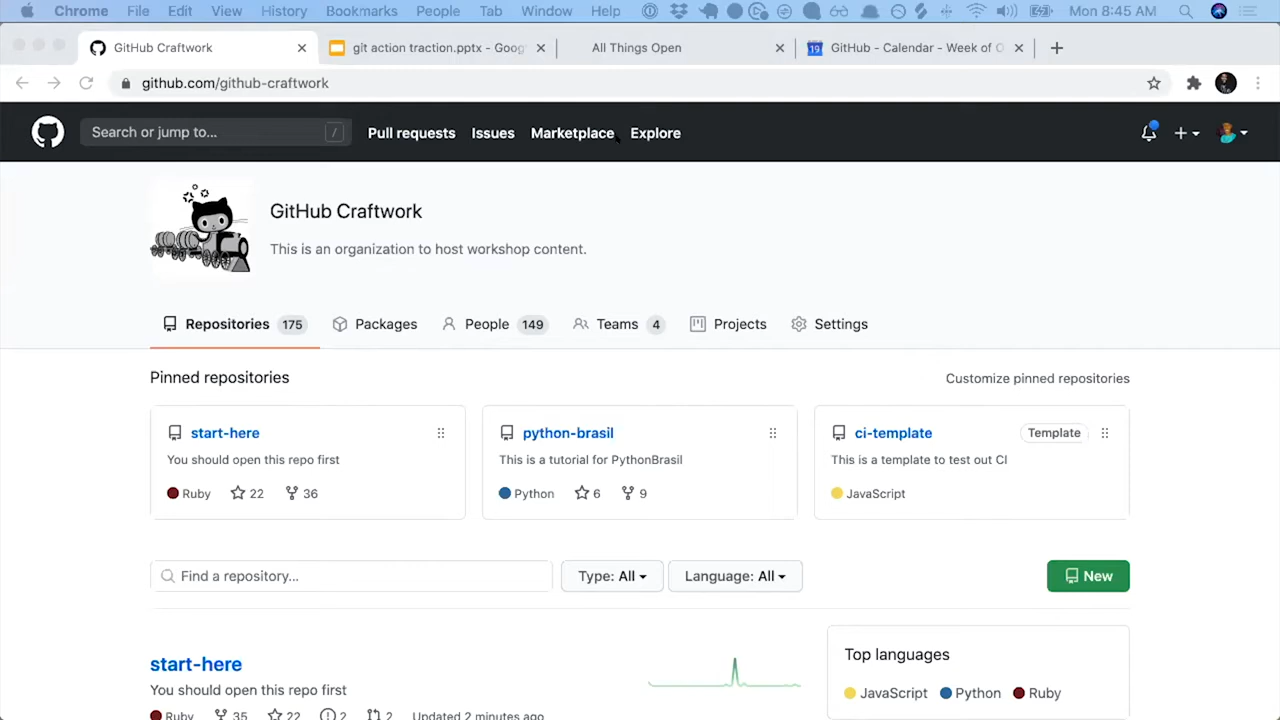 Chrome File Edit View History Bookmarks People Tab Window Help Mon 8:45 AM
GitHub Craftwork
git action traction.pptx - Goog
All Things Open
19 GitHub - Calendar - Week of O
github.com/github-craftwork
Search or jump to... / Pull requests Issues Marketplace Explore
GitHub Craftwork
This is an organization to host workshop content.
Repositories 175 Packages People 149 Teams 4 Projects Settings
Pinned repositories Customize pinned repositories
start-here
You should open this repo first
Ruby 22 36
python-brasil
This is a tutorial for PythonBrasil
Python 6 9
ci-template Template
This is a template to test out CI
JavaScript
Find a repository... Type: All Language: All New
start-here
You should open this repo first
Ruby 35 22 2 2 Updated 2 minutes ago
Top languages
JavaScript Python Ruby